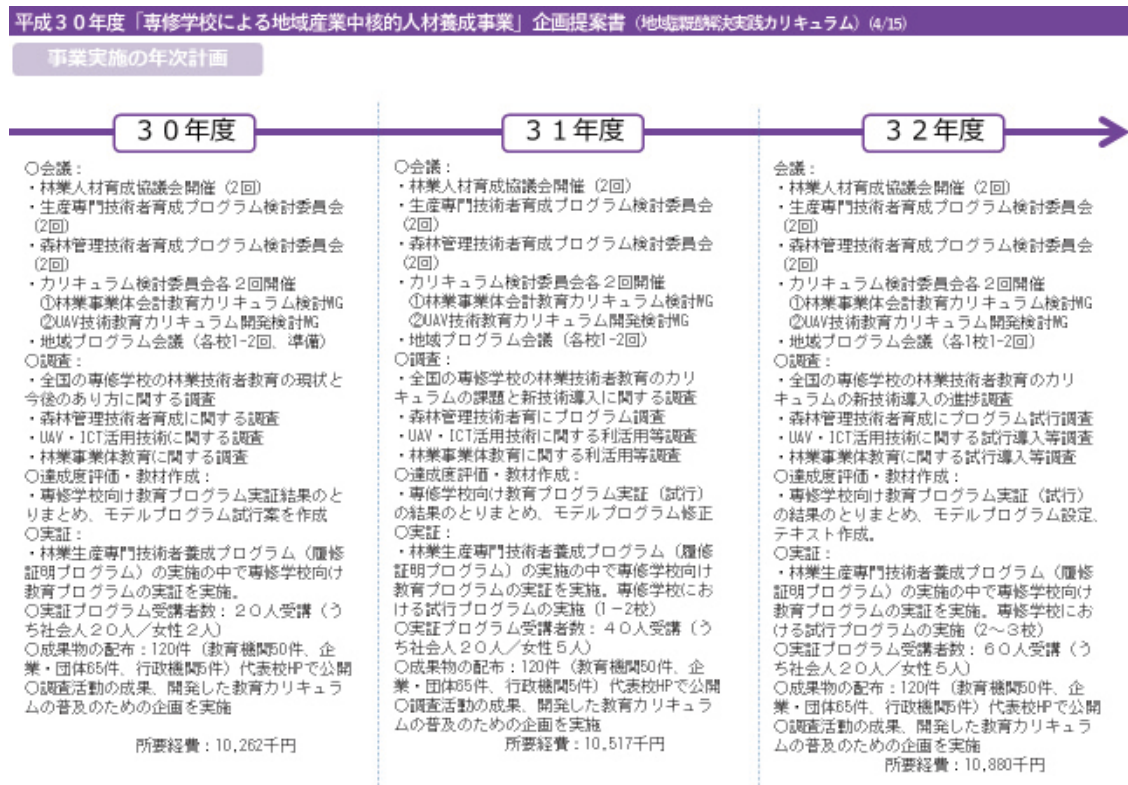 平成３０年度「専修学校による地域産業中核的人材養成事業」企画提案書（地域課題解決実践カリキュラム）(4/15)
事業実施の年次計画
３０年度
○会議：
・林業人材育成協議会開催（2回）
・生産専門技術者育成プログラム検討委員会
(2回)
・森林管理技術者育成プログラム検討委員会
(2回)
・カリキュラム検討委員会各２回開催
①林業事業体会計教育カリキュラム検討WG
②UAV技術教育カリキュラム開発検討WG
・地域プログラム会議（各校1-2回、準備）
○調査：
・全国の専修学校の林業技術者教育の現状と
今後のあり方に関する調査
・森林管理技術者育成に関する調査
・UAV・ICT活用技術に関する調査
・林業事業体教育に関する調査
○達成度評価・教材作成：
・専修学校向け教育プログラム実証結果のと
りまとめ、モデルプログラム試行案を作成
○実証：
・林業生産専門技術者養成プログラム（履修
証明プログラム）の実施の中で専修学校向け
教育プログラムの実証を実施。
○実証プログラム受講者数：２０人受講（う
ち社会人２０人／女性２人）
○成果物の配布：120件（教育機関50件、企
業・団体65件、行政機関5件）代表校HPで公開
○調査活動の成果、開発した教育カリキュラ
ムの普及のための企画を実施
所要経費：10,262千円
３１年度
○会議：
・林業人材育成協議会開催（2回）
・生産専門技術者育成プログラム検討委員会
(2回)
・森林管理技術者育成プログラム検討委員会
(2回)
・カリキュラム検討委員会各２回開催
①林業事業体会計教育カリキュラム検討WG
②UAV技術教育カリキュラム開発検討WG
・地域プログラム会議（各校1-2回）
○調査：
・全国の専修学校の林業技術者教育のカリ
キュラムの課題と新技術導入に関する調査
・森林管理技術者育にプログラム調査
・UAV・ICT活用技術に関する利活用等調査
・林業事業体教育に関する利活用等調査
○達成度評価・教材作成：
・専修学校向け教育プログラム実証（試行）
の結果のとりまとめ、モデルプログラム修正
○実証：
・林業生産専門技術者養成プログラム（履修
証明プログラム）の実施の中で専修学校向け
教育プログラムの実証を実施。専修学校にお
ける試行プログラムの実施（1－2校）
○実証プログラム受講者数：４０人受講（う
ち社会人２０人／女性５人）
○成果物の配布：120件（教育機関50件、企
業・団体65件、行政機関5件）代表校HPで公開
○調査活動の成果、開発した教育カリキュラ
ムの普及のための企画を実施
所要経費：10,517千円
３２年度
会議：
・林業人材育成協議会開催（2回）
・生産専門技術者育成プログラム検討委員会
(2回)
・森林管理技術者育成プログラム検討委員会
(2回)
・カリキュラム検討委員会各２回開催
①林業事業体会計教育カリキュラム検討WG
②UAV技術教育カリキュラム開発検討WG
・地域プログラム会議（各1校1-2回）
○調査：
・全国の専修学校の林業技術者教育のカリ
キュラムの新技術導入の進捗調査
・森林管理技術者育成にプログラム試行調査
・UAV・ICT活用技術に関する試行導入等調査
・林業事業体教育に関する試行導入等調査
○達成度評価・教材作成：
・専修学校向け教育プログラム実証（試行）
の結果のとりまとめ、モデルプログラム設定、
テキスト作成。
○実証：
・林業生産専門技術者養成プログラム（履修
証明プログラム）の実施の中で専修学校向け
教育プログラムの実証を実施。専修学校にお
ける試行プログラムの実施（2～3校）
○実証プログラム受講者数：６０人受講（う
ち社会人２０人／女性５人）
○成果物の配布：120件（教育機関50件、企
業・団体65件、行政機関5件）代表校HPで公開
○調査活動の成果、開発した教育カリキュラ
ムの普及のための企画を実施
所要経費：10,880千円